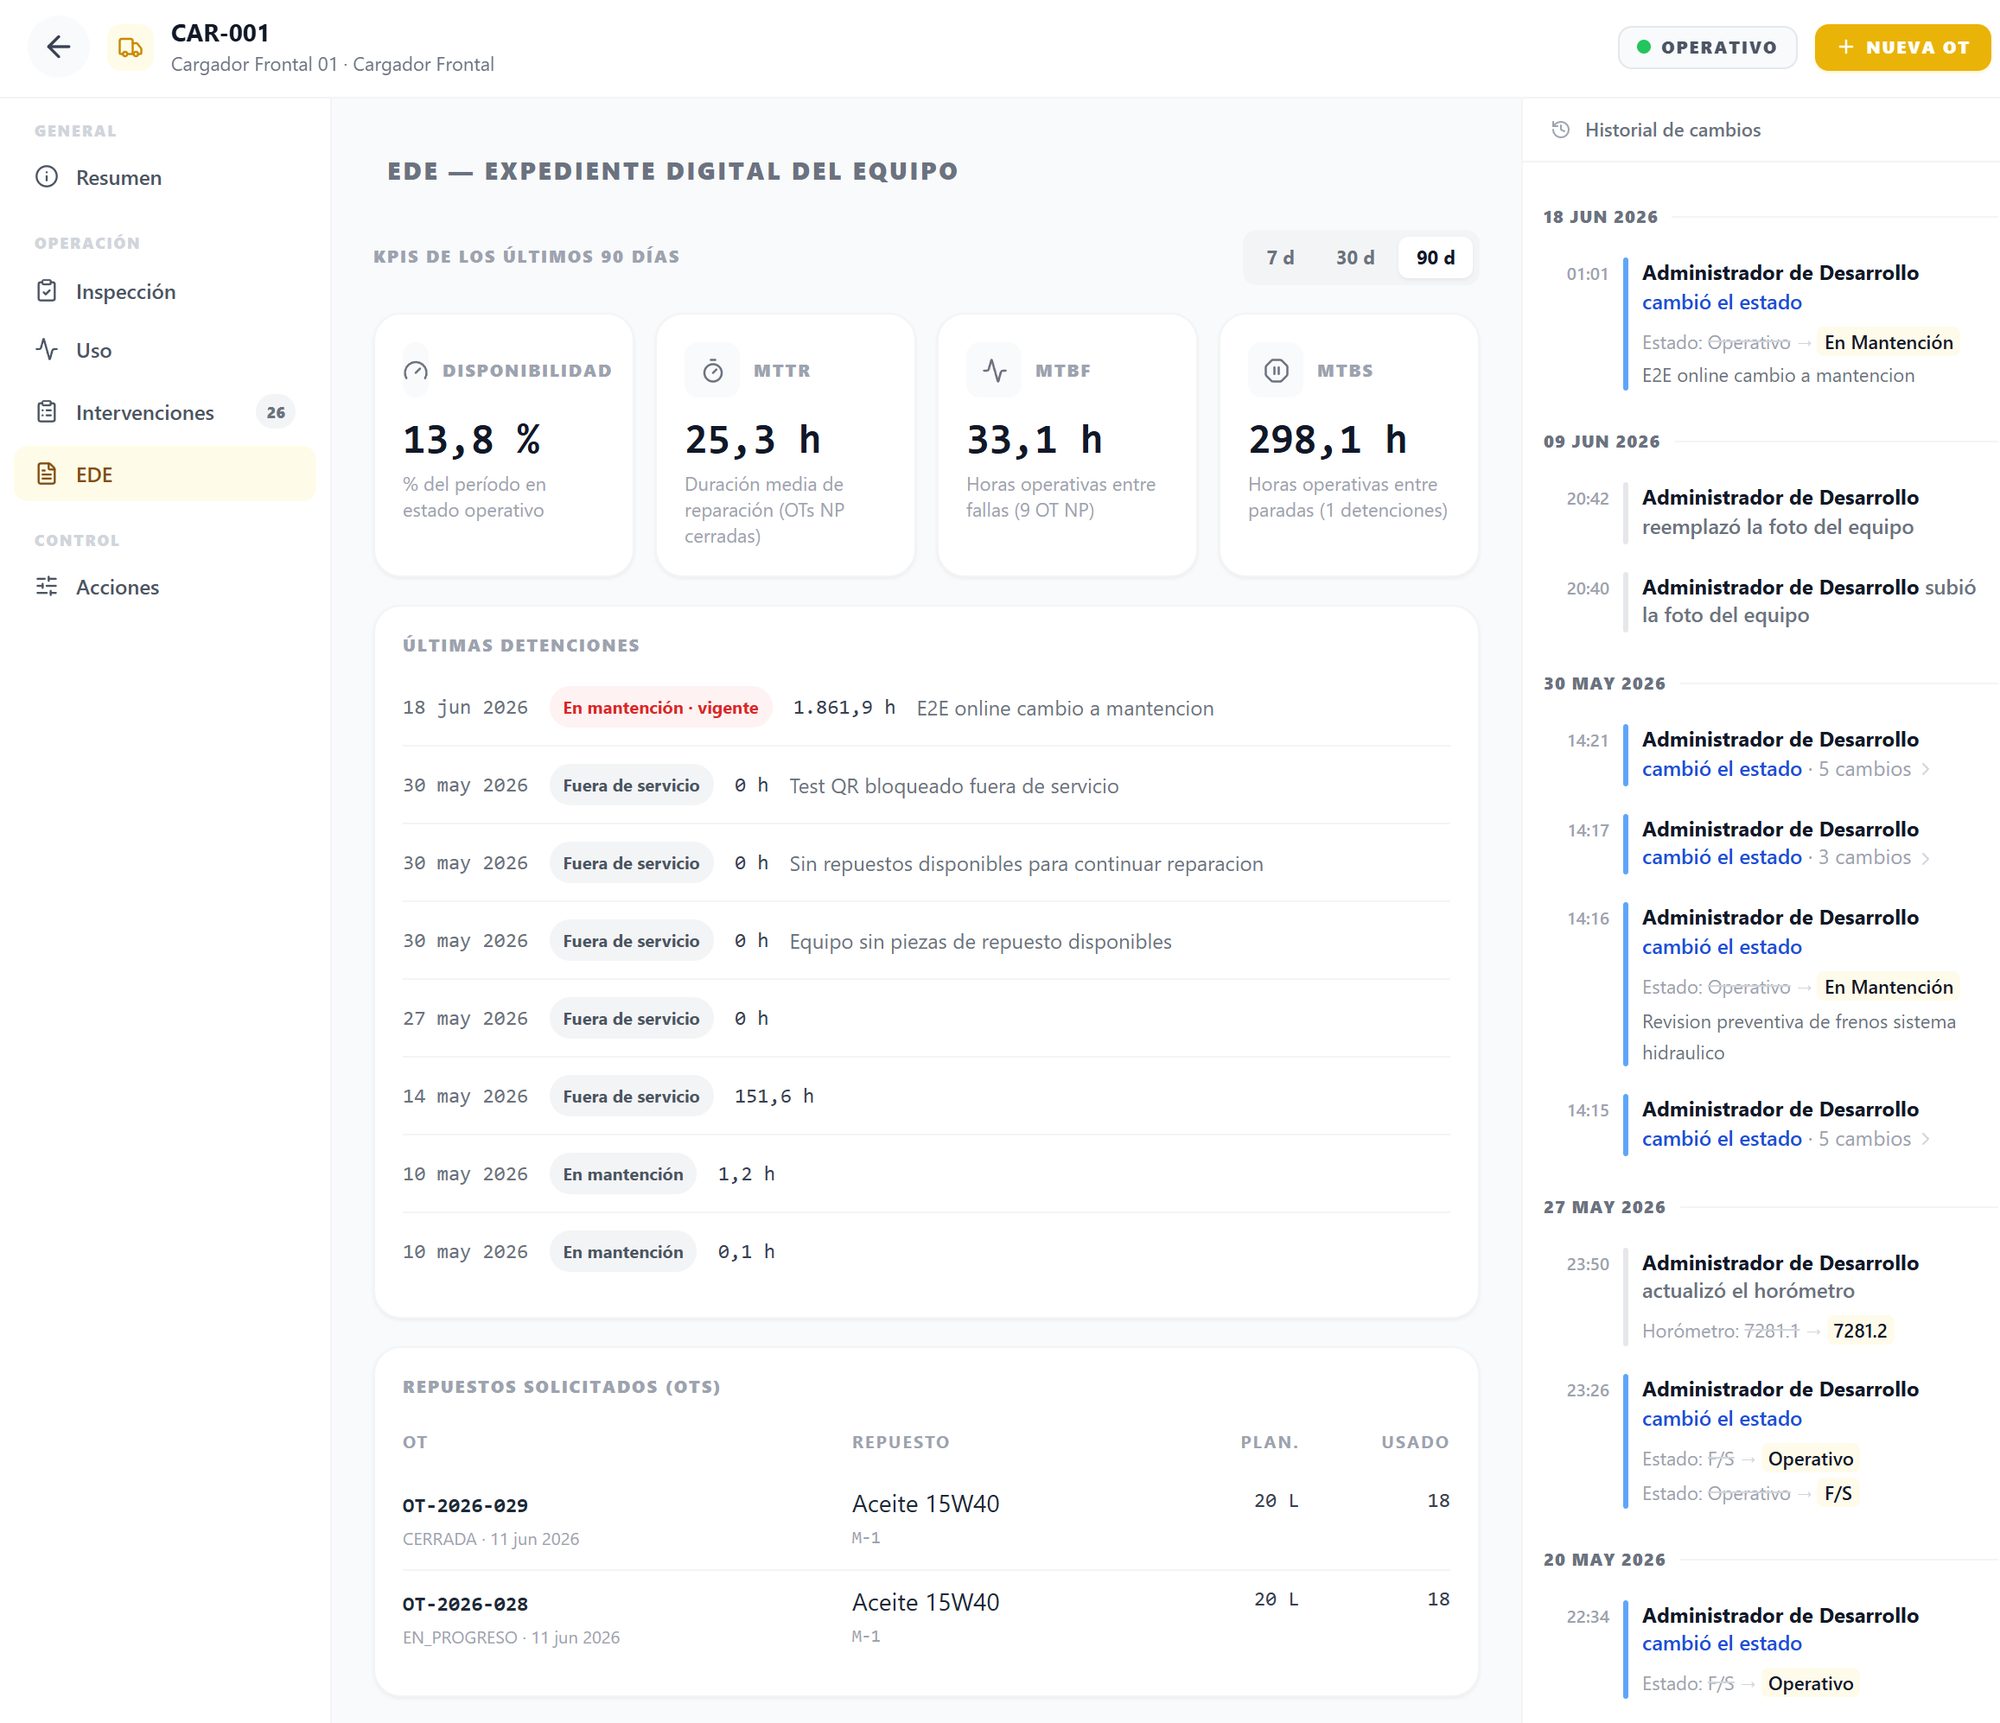 CAR-001
Cargador Frontal 01 · Cargador Frontal
OPERATIVO
+ NUEVA OT
GENERAL
Resumen
OPERACIÓN
Inspección
Uso
Intervenciones 26
EDE
CONTROL
Acciones
EDE — EXPEDIENTE DIGITAL DEL EQUIPO
KPIS DE LOS ÚLTIMOS 90 DÍAS
7 d 30 d 90 d
DISPONIBILIDAD
13,8 %
% del período en
estado operativo
MTTR
25,3 h
Duración media de
reparación (OTs NP
cerradas)
MTBF
33,1 h
Horas operativas entre
fallas (9 OT NP)
MTBS
298,1 h
Horas operativas entre
paradas (1 detenciones)
ÚLTIMAS DETENCIONES
18 jun 2026 En mantención · vigente 1.861,9 h E2E online cambio a mantencion
30 may 2026 Fuera de servicio 0 h Test QR bloqueado fuera de servicio
30 may 2026 Fuera de servicio 0 h Sin repuestos disponibles para continuar reparacion
30 may 2026 Fuera de servicio 0 h Equipo sin piezas de repuesto disponibles
27 may 2026 Fuera de servicio 0 h
14 may 2026 Fuera de servicio 151,6 h
10 may 2026 En mantención 1,2 h
10 may 2026 En mantención 0,1 h
REPUESTOS SOLICITADOS (OTS)
OT REPUESTO PLAN. USADO
OT-2026-029 Aceite 15W40 20 L 18
CERRADA · 11 jun 2026 M-1
OT-2026-028 Aceite 15W40 20 L 18
EN_PROGRESO · 11 jun 2026 M-1
Historial de cambios
18 JUN 2026
01:01 Administrador de Desarrollo
cambió el estado
Estado: Operativo → En Mantención
E2E online cambio a mantencion
09 JUN 2026
20:42 Administrador de Desarrollo
reemplazó la foto del equipo
20:40 Administrador de Desarrollo subió
la foto del equipo
30 MAY 2026
14:21 Administrador de Desarrollo
cambió el estado · 5 cambios >
14:17 Administrador de Desarrollo
cambió el estado · 3 cambios >
14:16 Administrador de Desarrollo
cambió el estado
Estado: Operativo → En Mantención
Revision preventiva de frenos sistema
hidraulico
14:15 Administrador de Desarrollo
cambió el estado · 5 cambios >
27 MAY 2026
23:50 Administrador de Desarrollo
actualizó el horómetro
Horómetro: 7281.1 → 7281.2
23:26 Administrador de Desarrollo
cambió el estado
Estado: F/S → Operativo
Estado: Operativo → F/S
20 MAY 2026
22:34 Administrador de Desarrollo
cambió el estado
Estado: F/S → Operativo